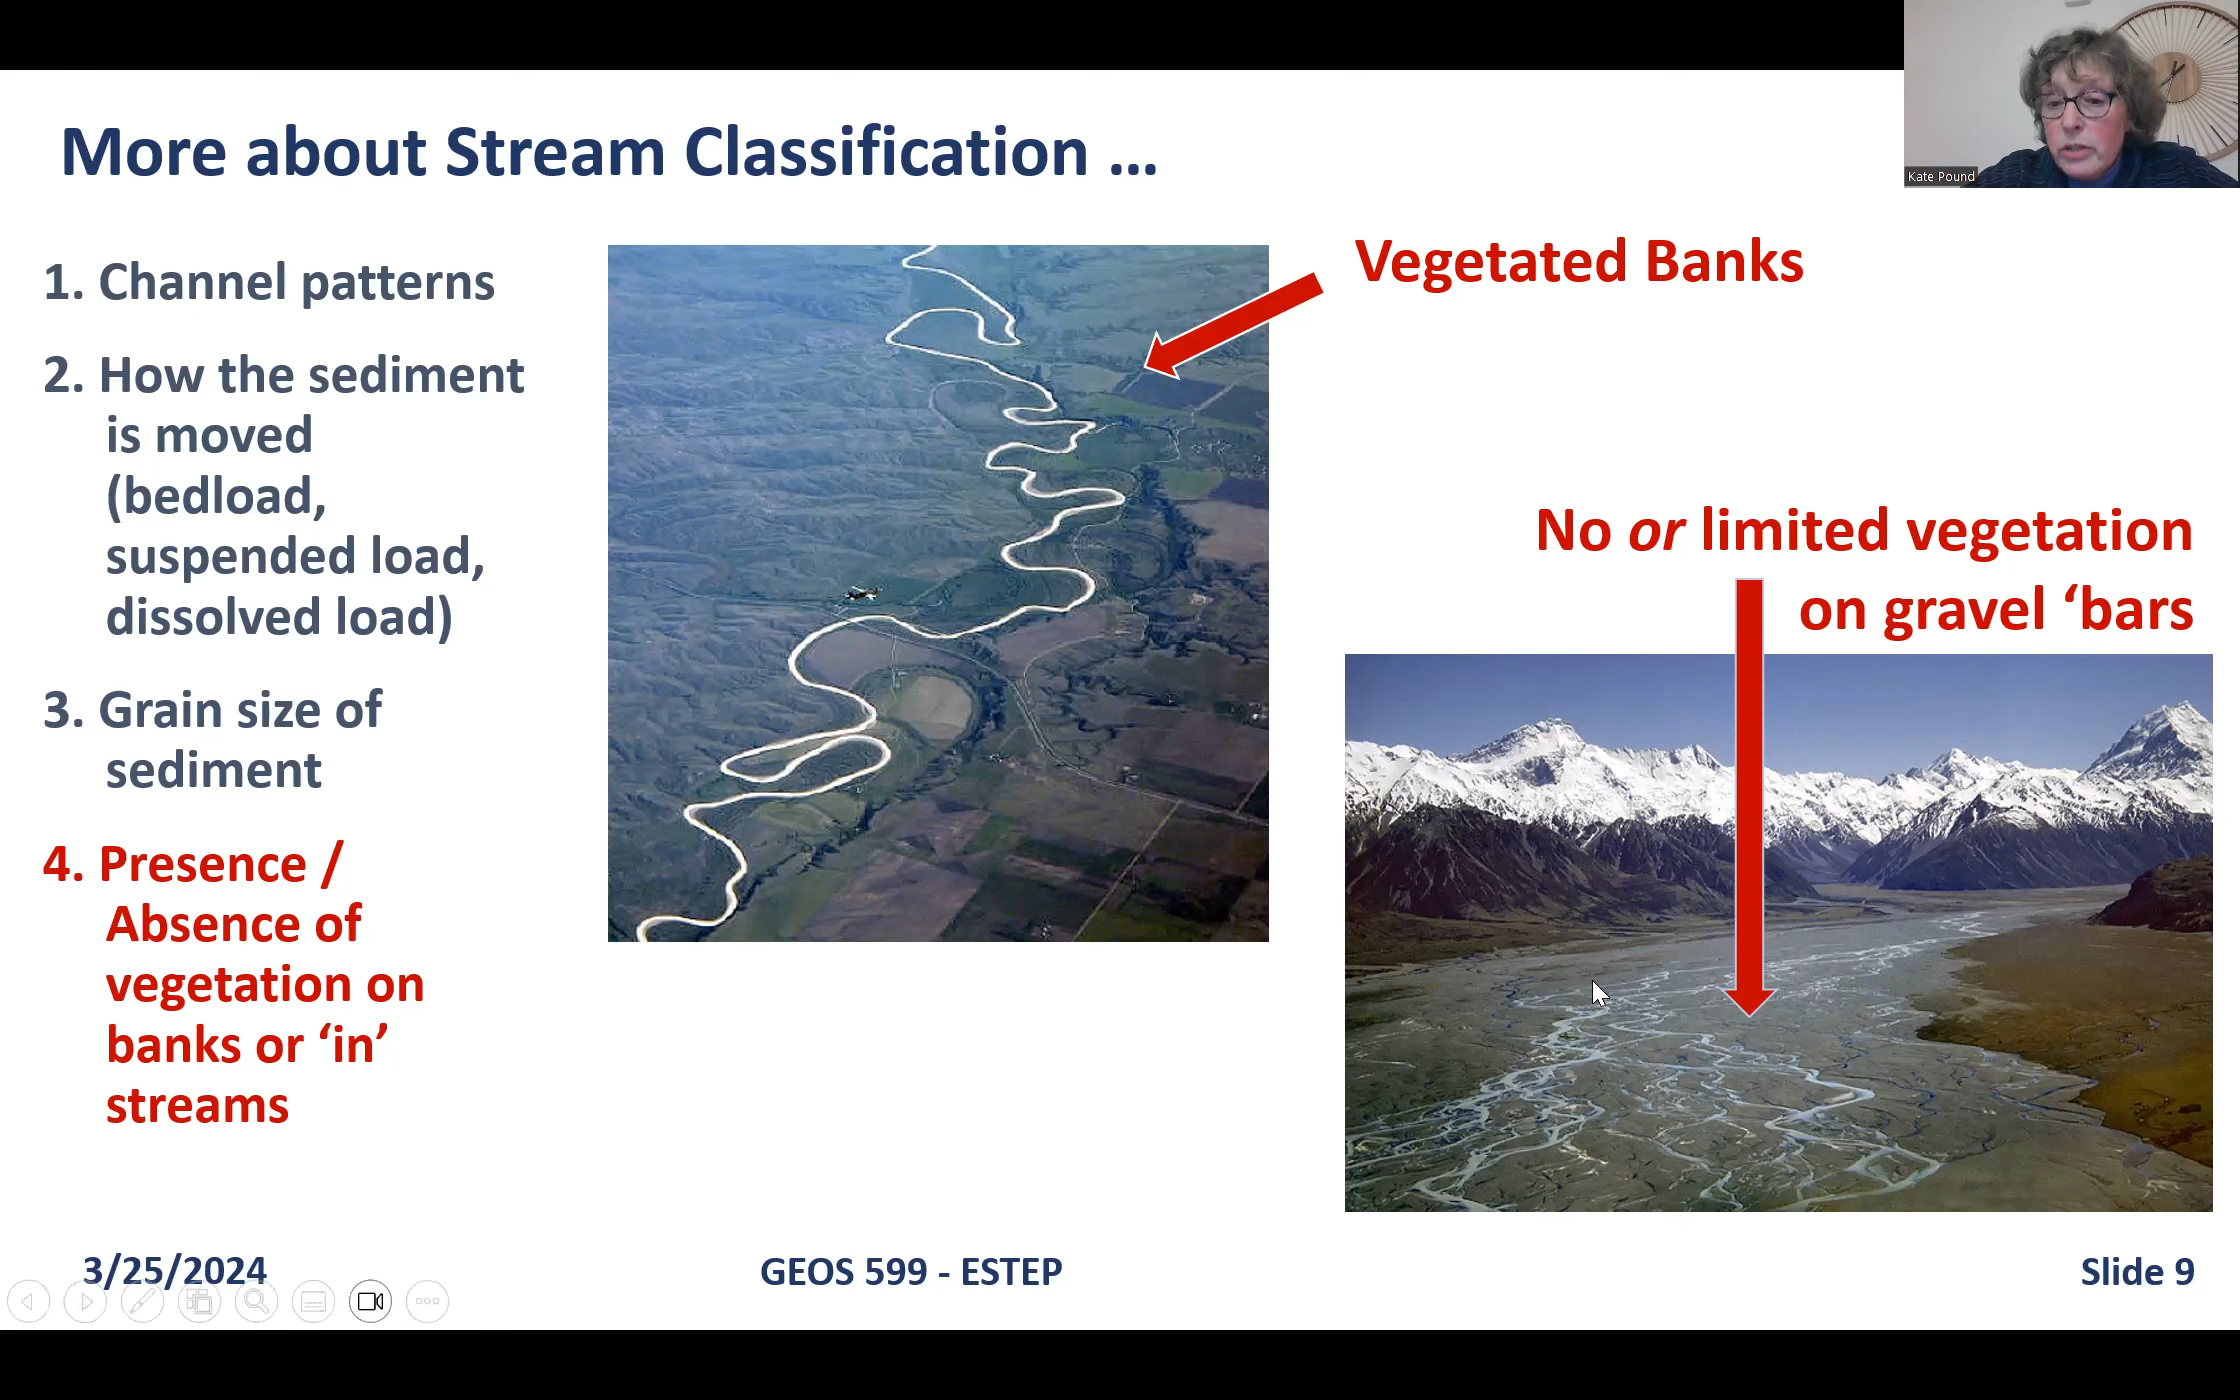 More about Stream Classification ...
Kate Pound
1. Channel patterns
2. How the sediment
is moved
(bedload,
suspended load,
dissolved load)
3. Grain size of
sediment
4. Presence /
Absence of
vegetation on
banks or ‘in’
streams
Vegetated Banks
No or limited vegetation
on gravel ‘bars
3/25/2024
GEOS 599 - ESTEP
Slide 9